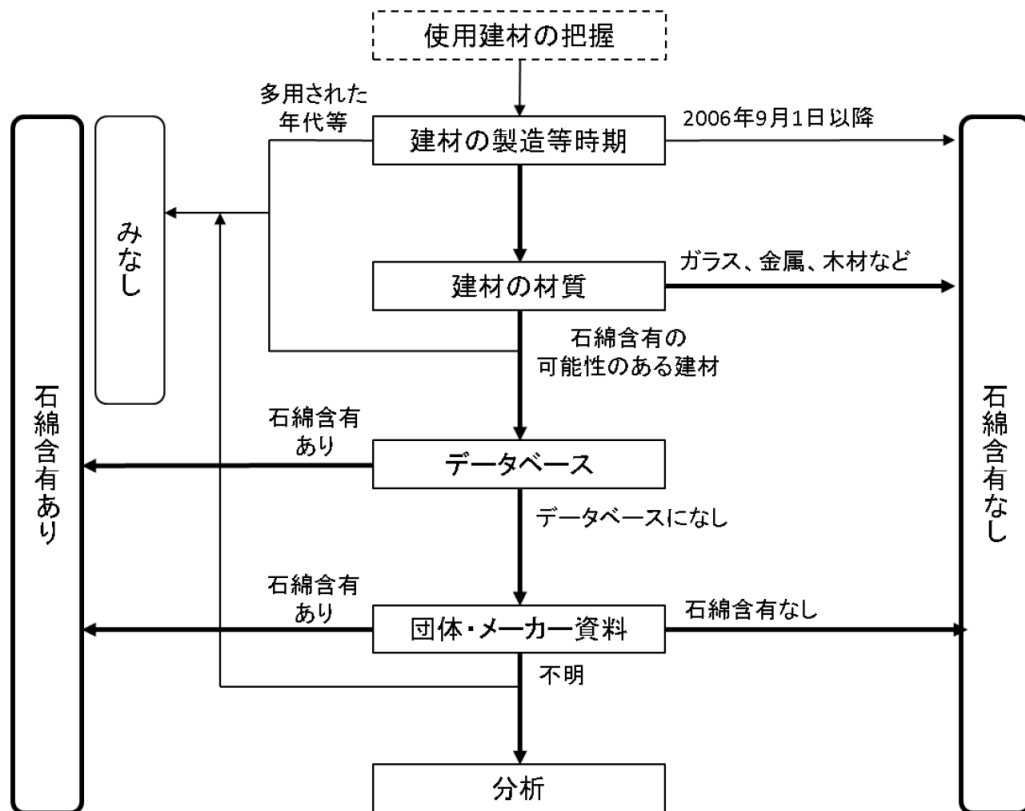 使用建材の把握
多用された
年代等
建材の製造等時期
2006年9月1日以降
みなし
建材の材質
ガラス、金属、木材など
石綿含有の
可能性のある建材
石綿含有あり
石綿含有なし
石綿含有
あり
データベース
データベースになし
石綿含有
あり
団体・メーカー資料
石綿含有なし
不明
分析